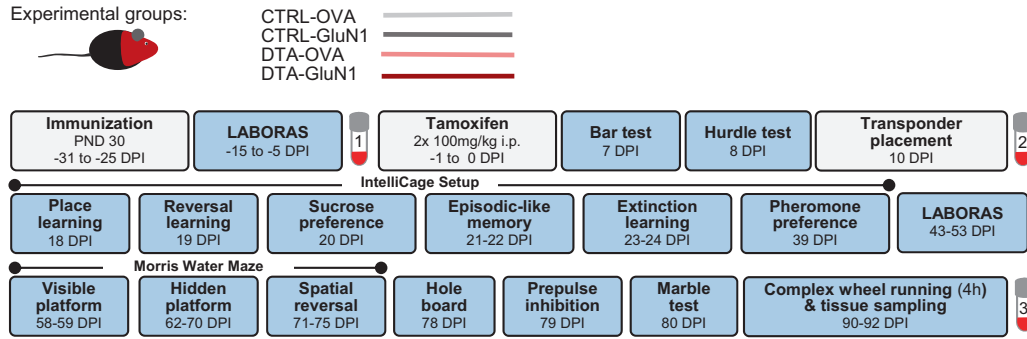 Experimental groups:
CTRL-OVA
CTRL-GluN1
DTA-OVA
DTA-GluN1
Immunization
PND 30
-31 to -25 DPI
LABORAS
-15 to -5 DPI
1
Tamoxifen
2x 100mg/kg i.p.
-1 to 0 DPI
Bar test
7 DPI
Hurdle test
8 DPI
Transponder
placement
10 DPI
2
IntelliCage Setup
Place
learning
18 DPI
Reversal
learning
19 DPI
Sucrose
preference
20 DPI
Episodic-like
memory
21-22 DPI
Extinction
learning
23-24 DPI
Pheromone
preference
39 DPI
LABORAS
43-53 DPI
Morris Water Maze
Visible
platform
58-59 DPI
Hidden
platform
62-70 DPI
Spatial
reversal
71-75 DPI
Hole
board
78 DPI
Prepulse
inhibition
79 DPI
Marble
test
80 DPI
Complex wheel running (4h)
& tissue sampling
90-92 DPI
3